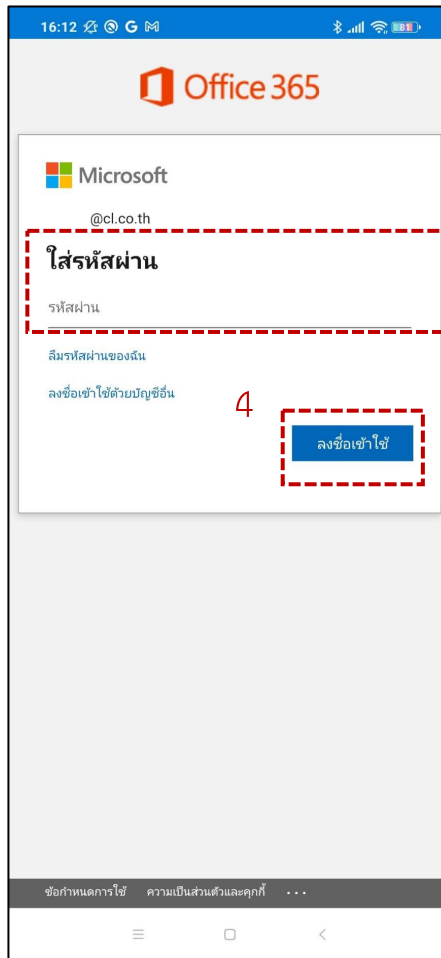 16:12 G 81
Office 365
Microsoft
@cl.co.th
ใส่รหัสผ่าน
รหัสผ่าน
ลืมรหัสผ่านของฉัน
ลงชื่อเข้าใช้ด้วยบัญชีอื่น
4
ลงชื่อเข้าใช้
ข้อกำหนดการใช้ ความเป็นส่วนตัวและคุกกี้ ...